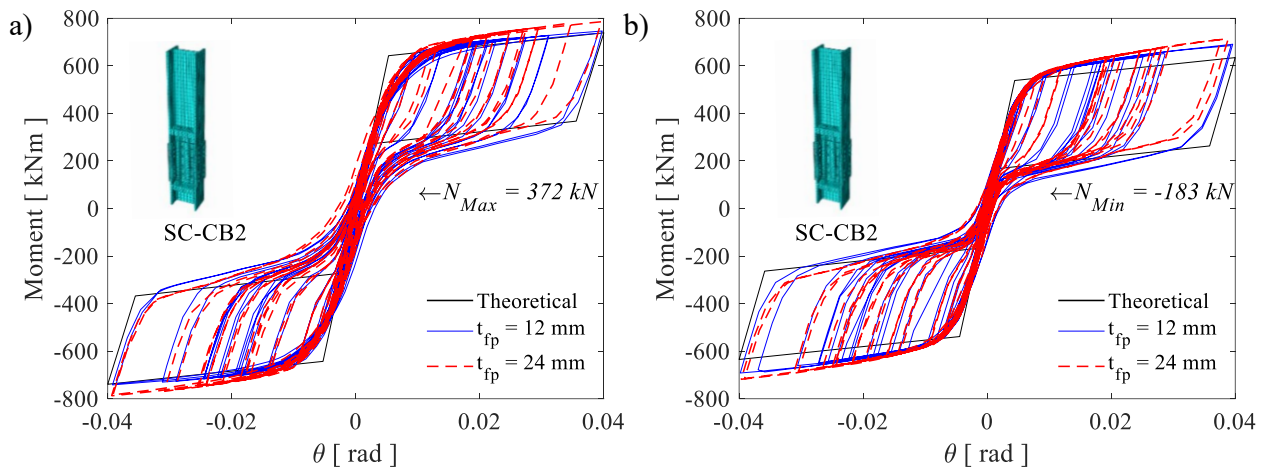 a)
800
600
400
200
0
-200
-400
-600
-800
Moment [ kNm]
-0.04
-0.02
0
0.02
0.04
θ [ rad ]
SC-CB2
←N_Max = 372 kN
Theoretical
t_fp = 12 mm
t_fp = 24 mm
b)
800
600
400
200
0
-200
-400
-600
-800
Moment [ kNm]
-0.04
-0.02
0
0.02
0.04
θ [ rad ]
SC-CB2
←N_Min = -183 kN
Theoretical
t_fp = 12 mm
t_fp = 24 mm